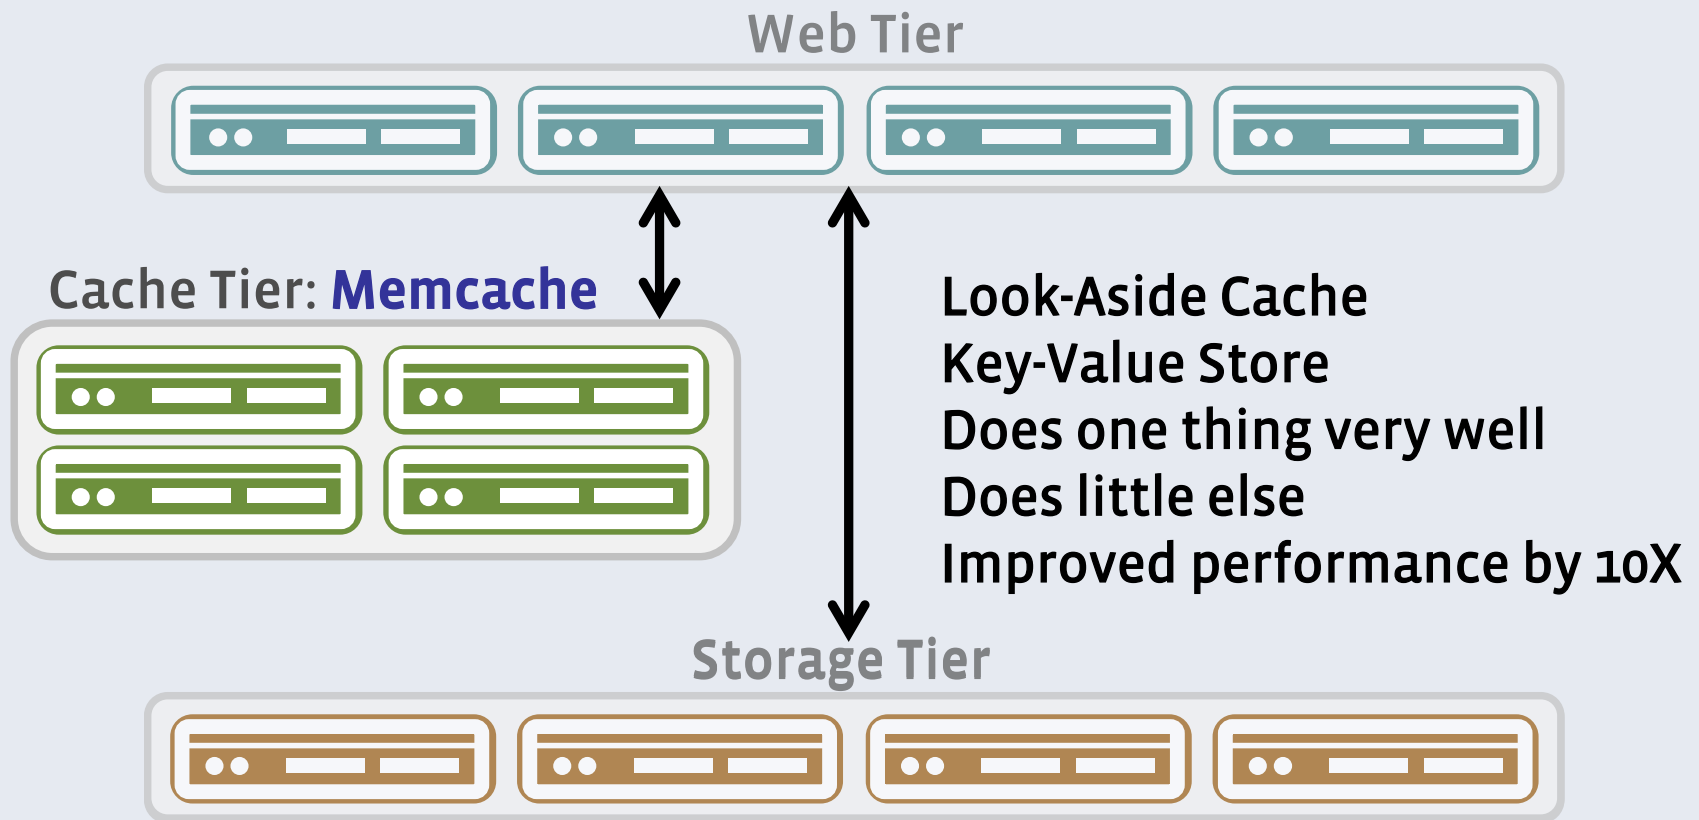 Web Tier
Cache Tier: Memcache
Look-Aside Cache
Key-Value Store
Does one thing very well
Does little else
Improved performance by 10X
Storage Tier